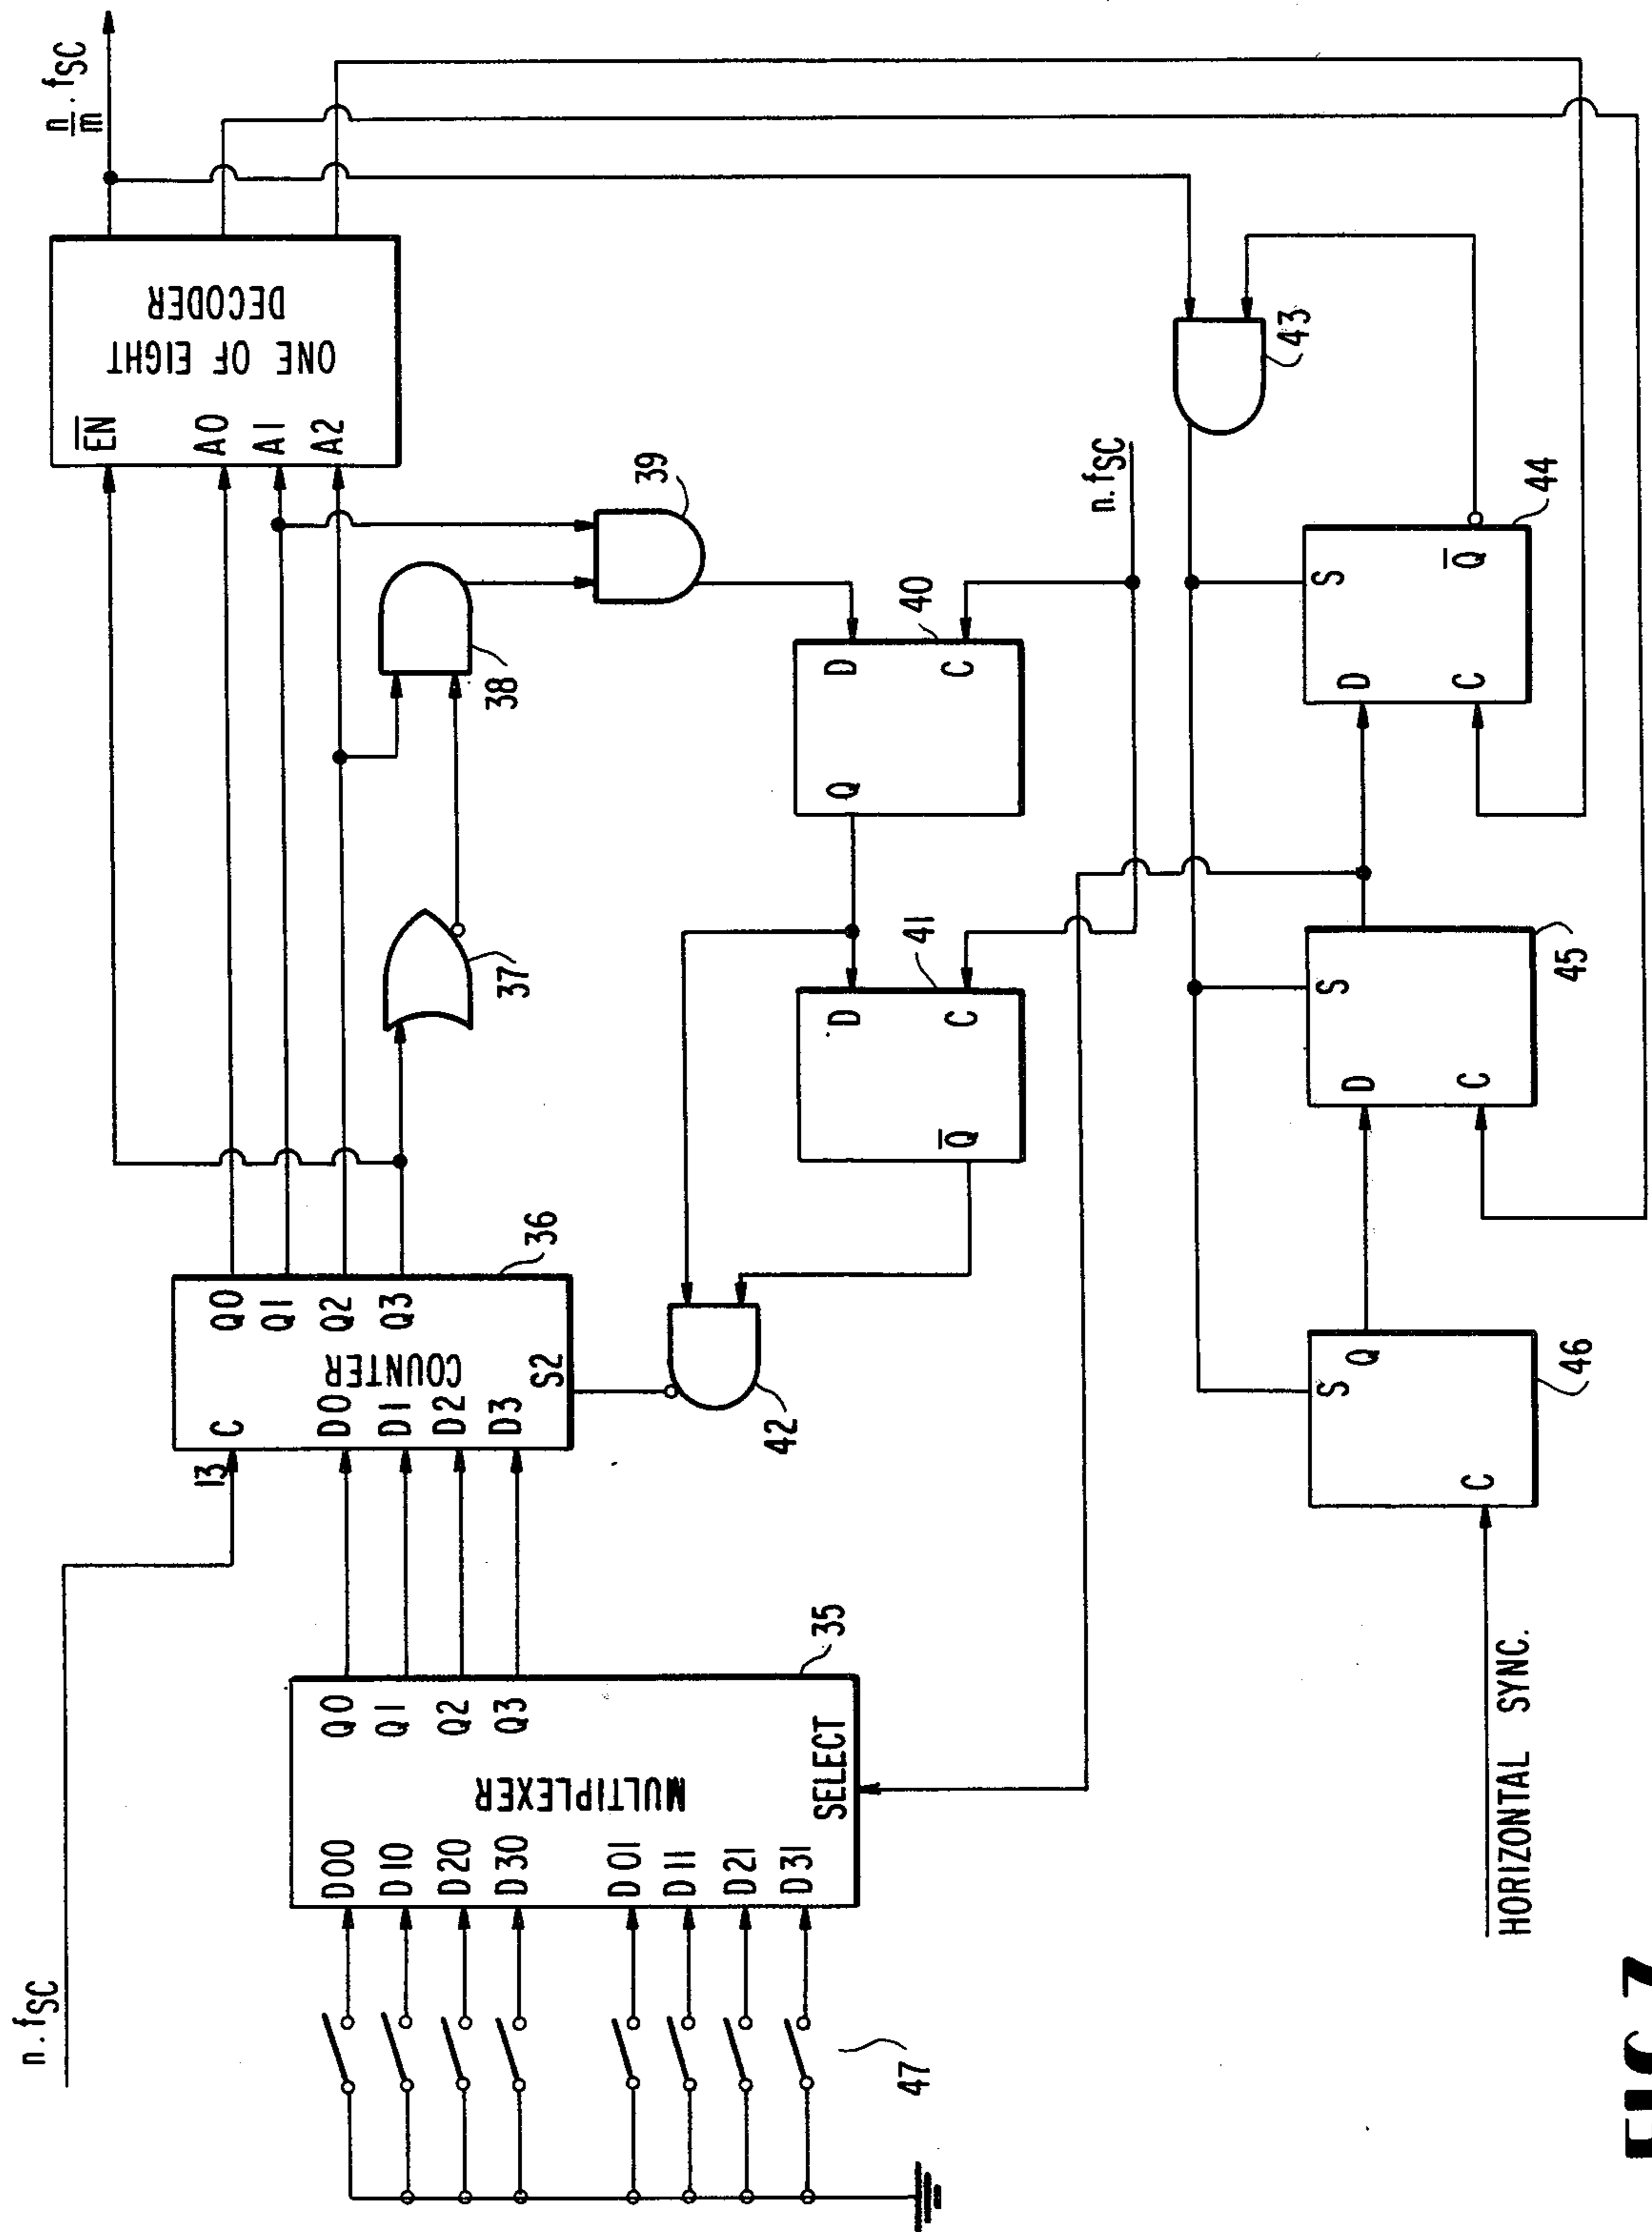 n/m · fSC
n · fSC
ONE OF EIGHT
DECODER
EN
A0
A1
A2
13
C
Q0
Q1
Q2
Q3
COUNTER
D0
D1
D2
D3
S2
36
37
38
39
D
Q
C
40
D
Q
C
41
42
n · fSC
43
MULTIPLEXER
D00
D10
D20
D30
D01
D11
D21
D31
Q0
Q1
Q2
Q3
SELECT
35
47
HORIZONTAL SYNC.
C
S
Q
46
D
C
S
45
D
C
S
Q
44